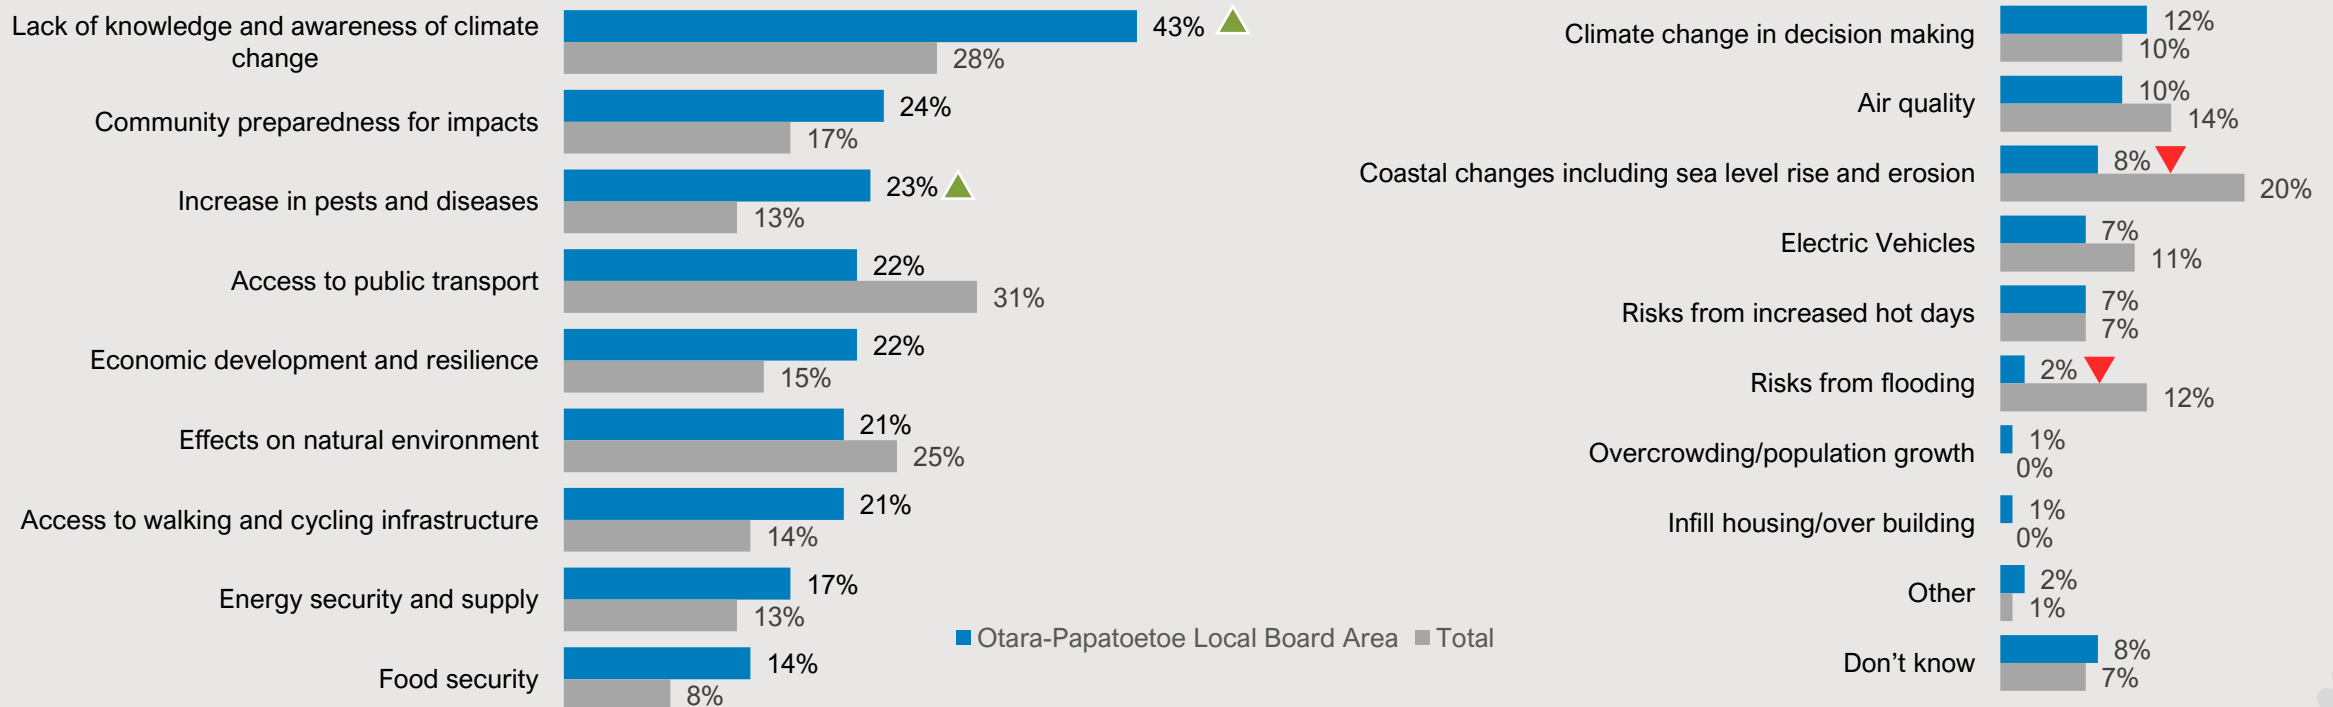 Lack of knowledge and awareness of climate
change
43%
28%
Community preparedness for impacts
24%
17%
Increase in pests and diseases
23%
13%
Access to public transport
22%
31%
Economic development and resilience
22%
15%
Effects on natural environment
21%
25%
Access to walking and cycling infrastructure
21%
14%
Energy security and supply
17%
13%
Food security
14%
8%
Otara-Papatoetoe Local Board Area Total
Climate change in decision making
12%
10%
Air quality
10%
14%
Coastal changes including sea level rise and erosion
8%
20%
Electric Vehicles
7%
11%
Risks from increased hot days
7%
7%
Risks from flooding
2%
12%
Overcrowding/population growth
1%
0%
Infill housing/over building
1%
0%
Other
2%
1%
Don’t know
8%
7%